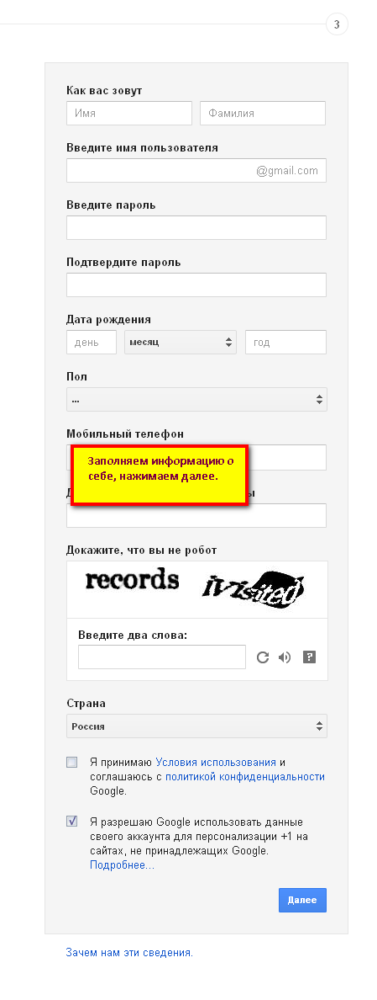 3
Как вас зовут
Имя Фамилия
Введите имя пользователя
@gmail.com
Введите пароль
Подтвердите пароль
Дата рождения
день месяц год
Пол
...
Мобильный телефон
Заполняем информацию о
себе, нажимаем далее.
Докажите, что вы не робот
records ivisited
Введите два слова:
?
Страна
Россия
Я принимаю Условия использования и
соглашаюсь с политикой конфиденциальности
Google.
Я разрешаю Google использовать данные
своего аккаунта для персонализации +1 на
сайтах, не принадлежащих Google.
Подробнее...
Далее
Зачем нам эти сведения.